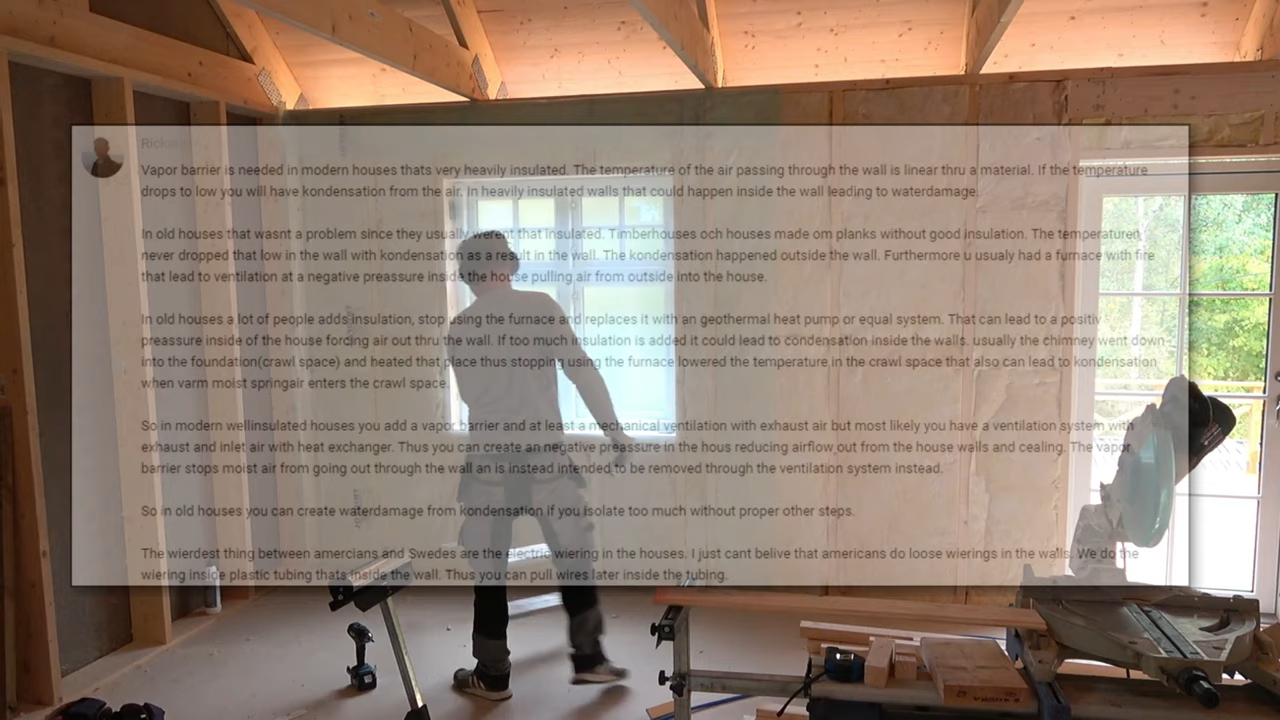 Vapor barrier is needed in modern houses thats very heavily insulated. The temperature of the air passing through the wall is linear thru a material. If the temperature
drops to low you will have kondensation from the air. In heavily insulated walls that could happen inside the wall leading to waterdamage.
In old houses that wasnt a problem since they usually werent that insulated. Timberhouses och houses made om planks without good insulation. The temperature
never dropped that low in the wall with kondensation as a result in the wall. The kondensation happened outside the wall. Furthermore u usualy had a furnace with fire
that lead to ventilation at a negative preassure inside the house pulling air from outside into the house.
In old houses a lot of people adds insulation, stop using the furnace and replaces it with an geothermal heat pump or equal system. That can lead to a positiv
preassure inside of the house forcing air out thru the wall. If too much insulation is added it could lead to condensation inside the walls. usually the chimney went down
into the foundation(crawl space) and heated that place thus stopping using the furnace lowered the temperature in the crawl space that also can lead to kondensation
when varm moist springair enters the crawl space.
So in modern wellinsulated houses you add a vapor barrier and at least a mechanical ventilation with exhaust air but most likely you have a ventilation system with
exhaust and inlet air with heat exchanger. Thus you can create an negative preassure in the hous reducing airflow out from the house walls and cealing. The vapor
barrier stops moist air from going out through the wall an is instead intended to be removed through the ventilation system instead.
So in old houses you can create waterdamage from kondensation if you isolate too much without proper other steps.
The wierdest thing between amercians and Swedes are the electric wiering in the houses. I just cant belive that americans do loose wierings in the walls. We do the
wiering inside plastic tubing thats inside the wall. Thus you can pull wires later inside the tubing.